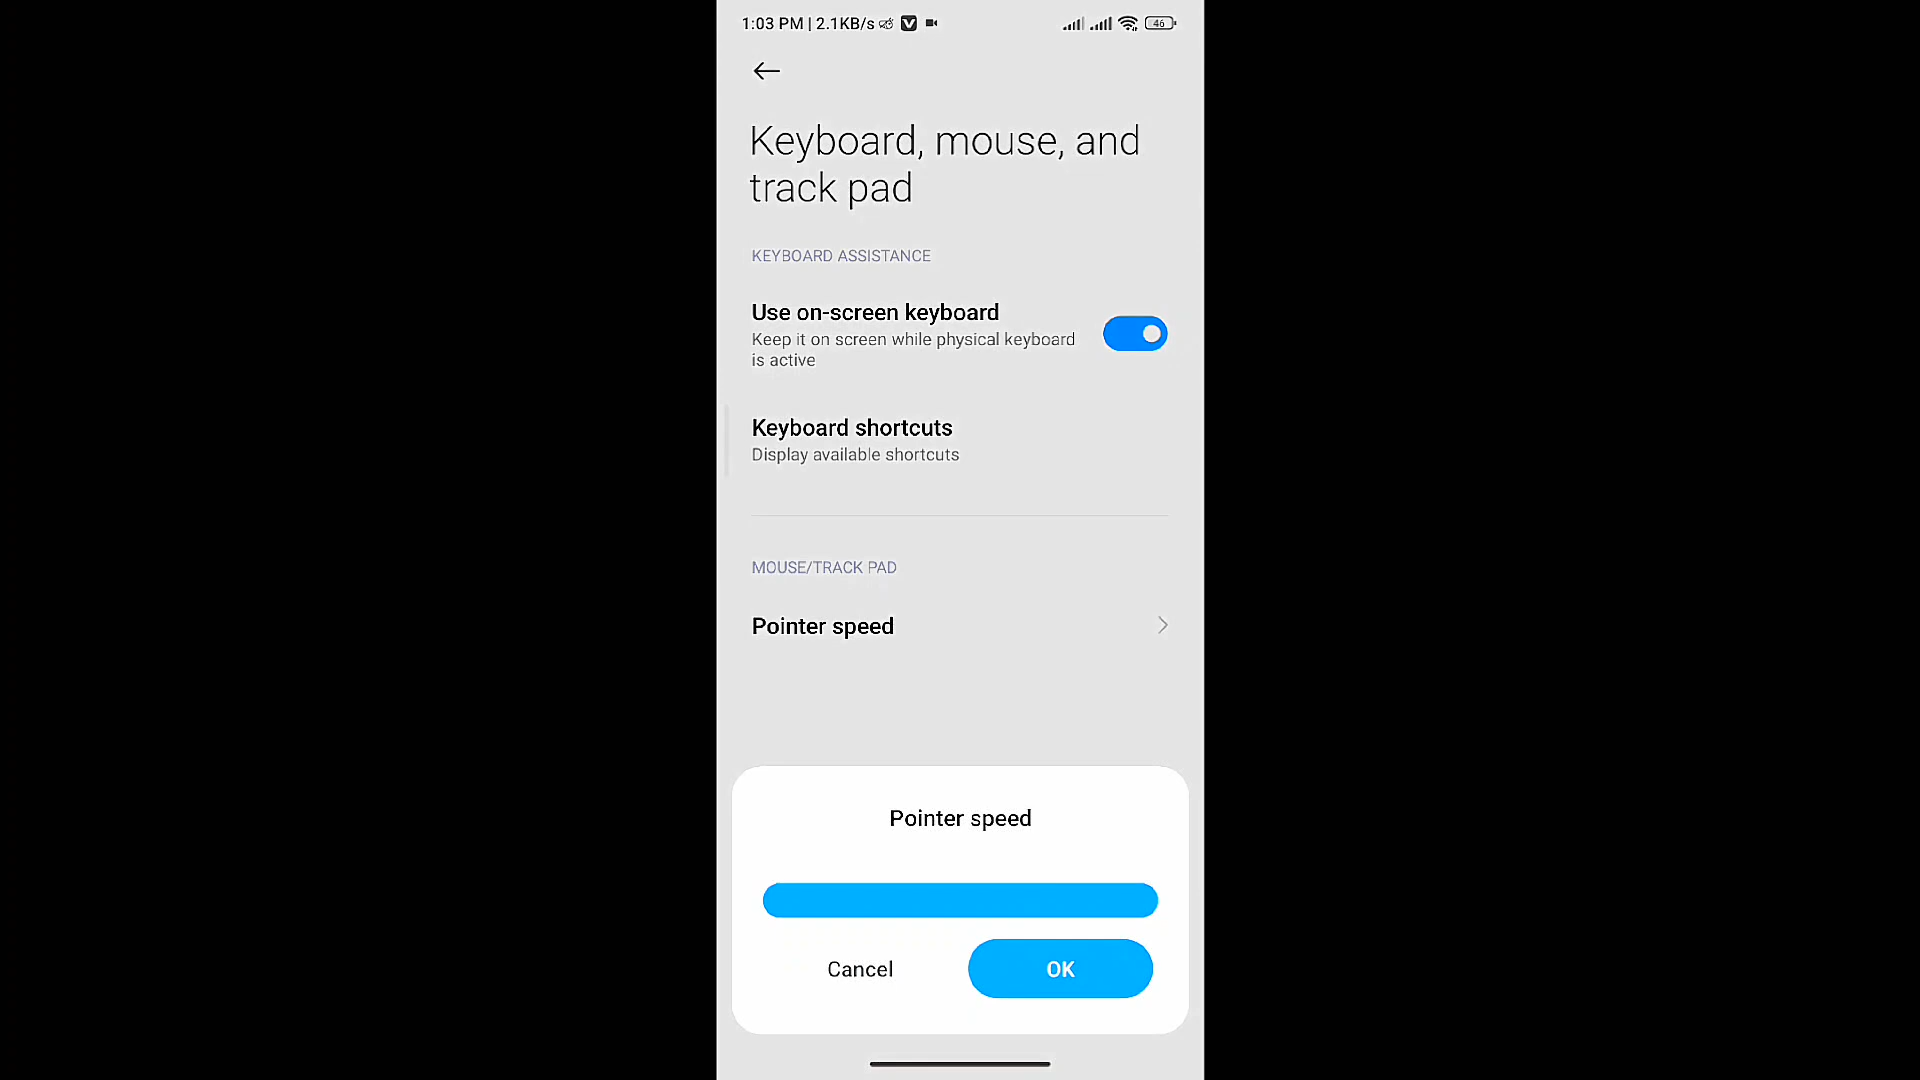 1:03 PM | 2.1KB/s 46
Keyboard, mouse, and
track pad
KEYBOARD ASSISTANCE
Use on-screen keyboard
Keep it on screen while physical keyboard
is active
Keyboard shortcuts
Display available shortcuts
MOUSE/TRACK PAD
Pointer speed
Pointer speed
Cancel OK